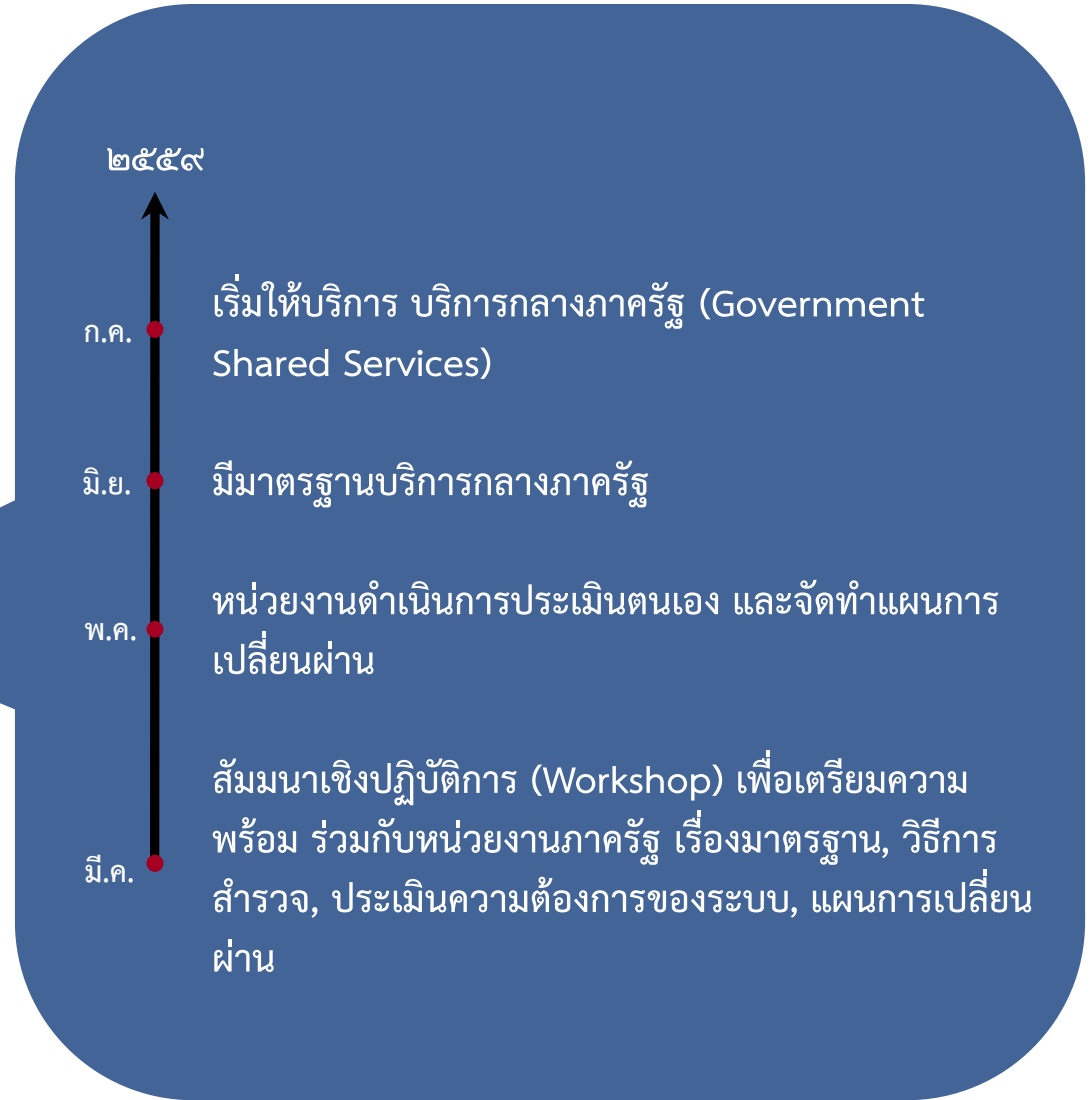 ๒๕๕๙
ก.ค.
เริ่มให้บริการ บริการกลางภาครัฐ (Government
Shared Services)
มิ.ย.
มีมาตรฐานบริการกลางภาครัฐ
พ.ค.
หน่วยงานดำเนินการประเมินตนเอง และจัดทำแผนการ
เปลี่ยนผ่าน
มี.ค.
สัมมนาเชิงปฏิบัติการ (Workshop) เพื่อเตรียมความ
พร้อม ร่วมกับหน่วยงานภาครัฐ เรื่องมาตรฐาน, วิธีการ
สำรวจ, ประเมินความต้องการของระบบ, แผนการเปลี่ยน
ผ่าน